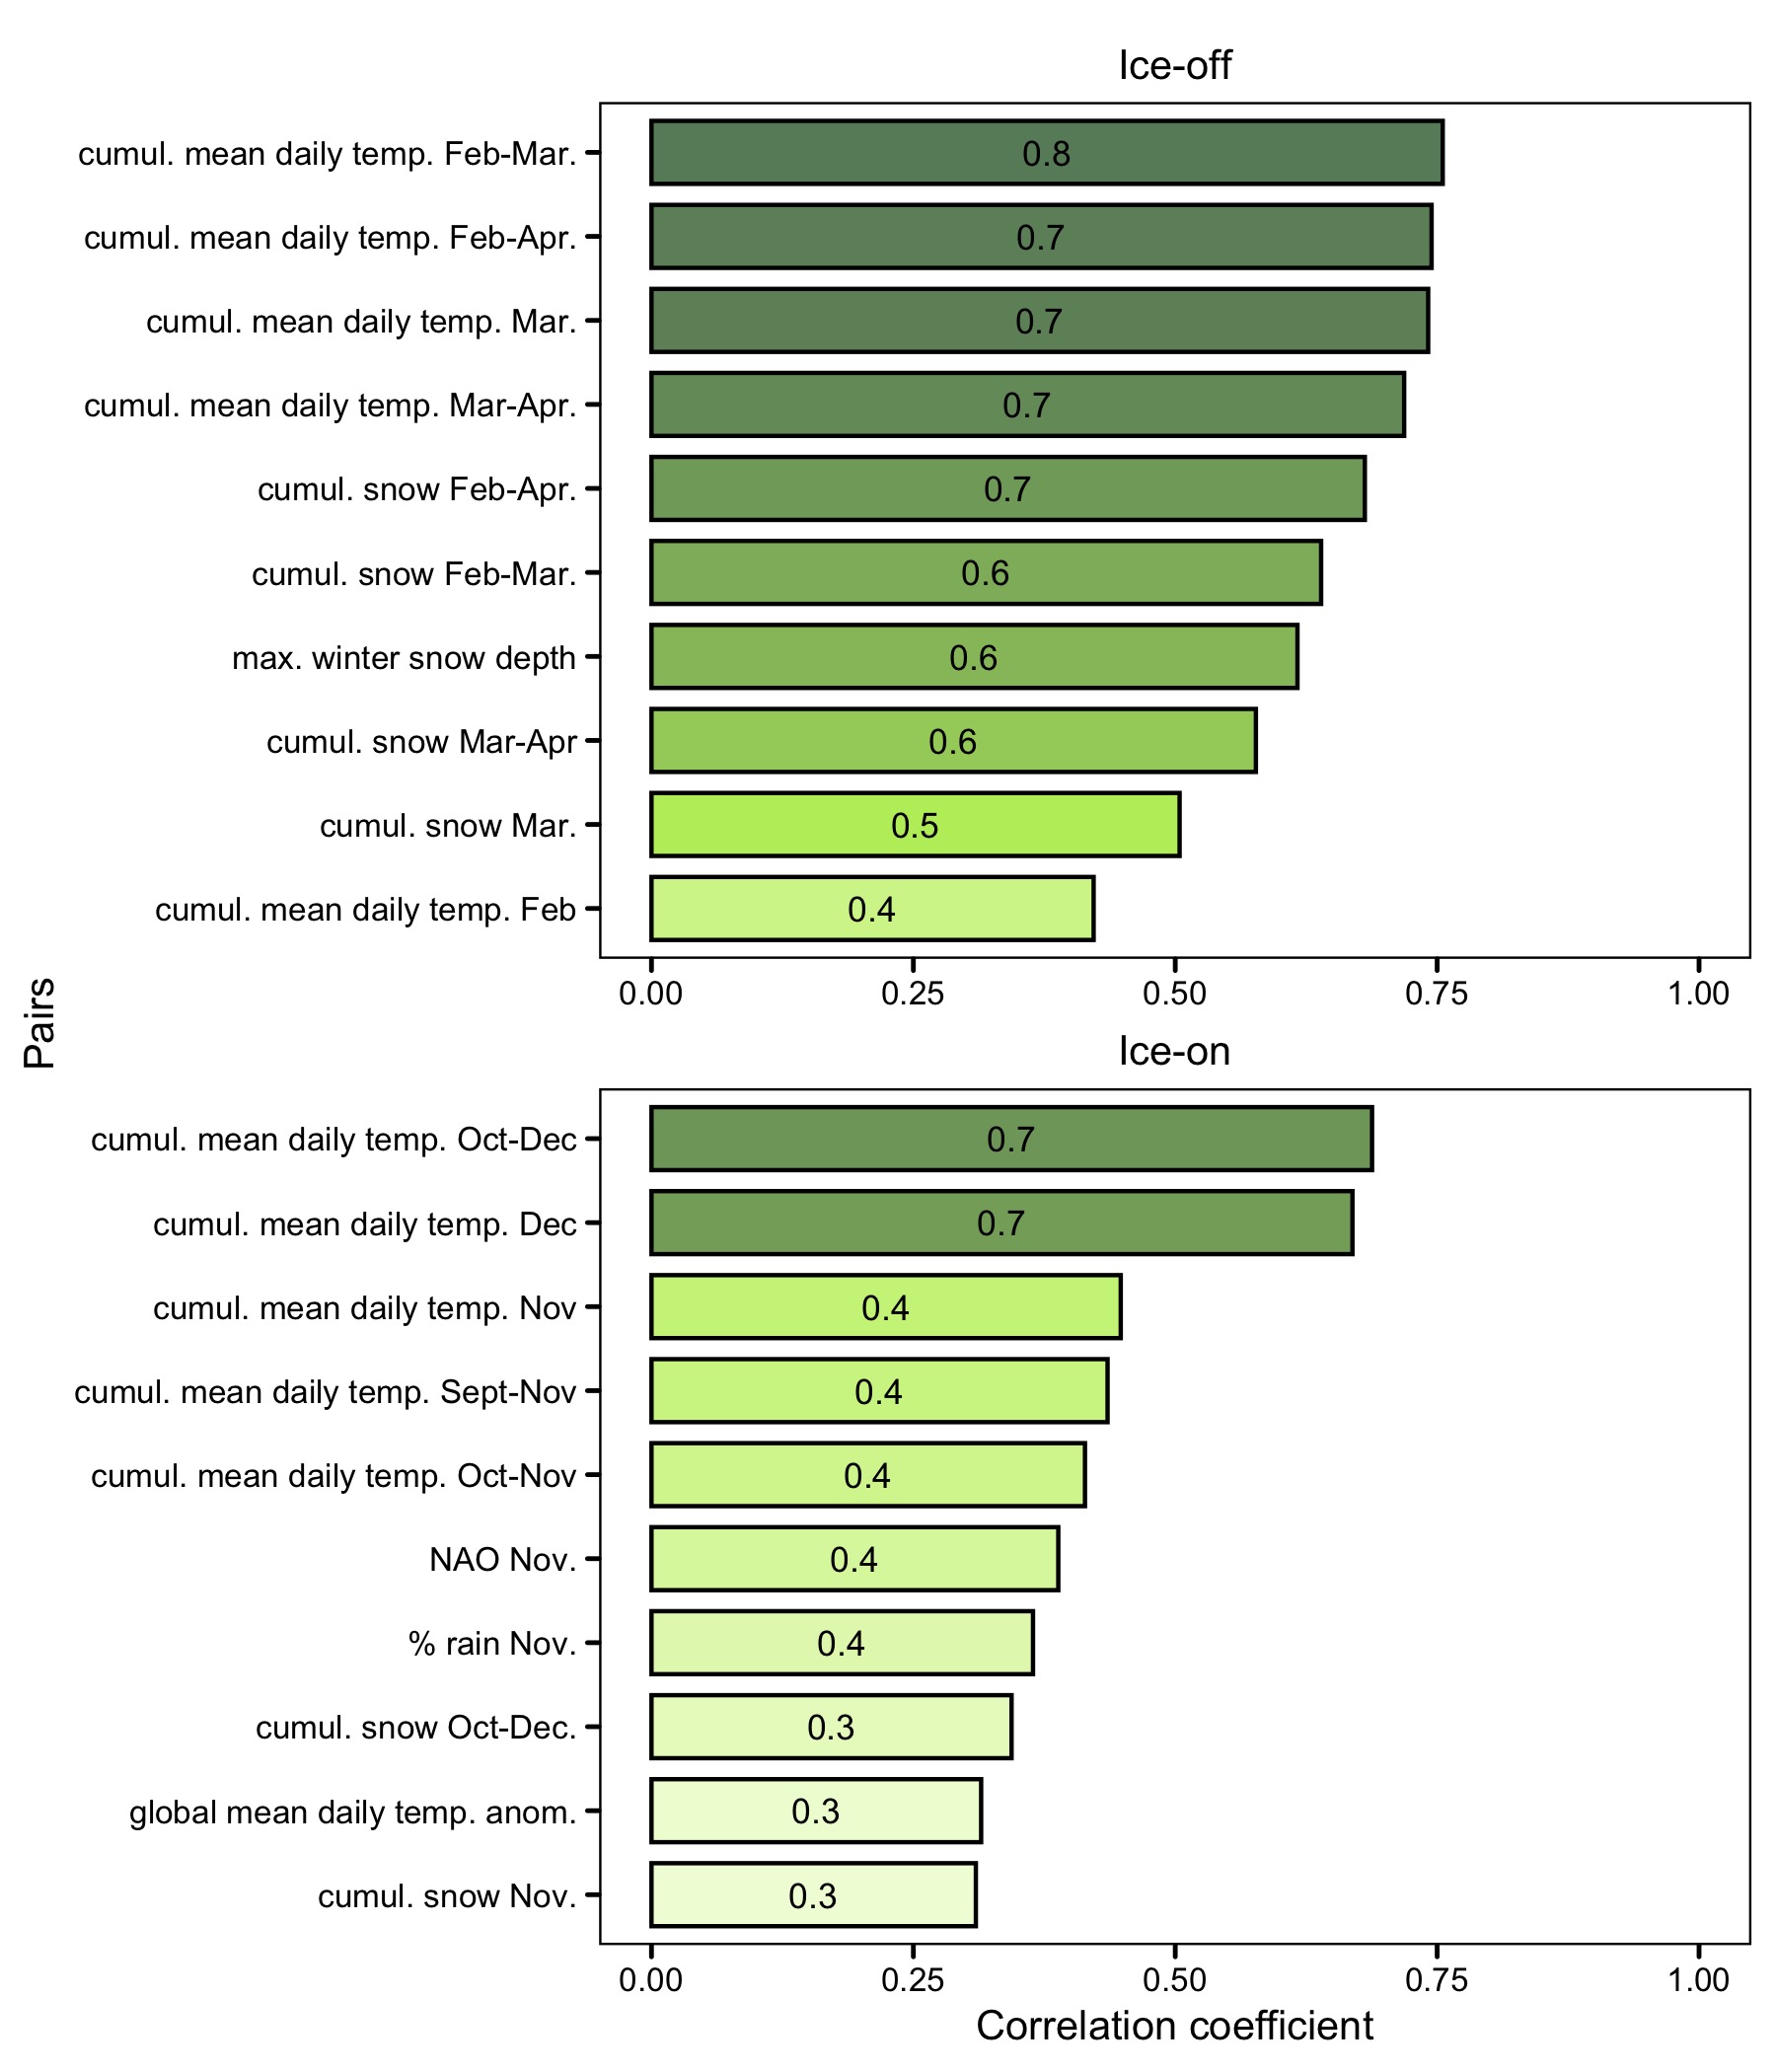 Ice-off
cumul. mean daily temp. Feb-Mar.
0.8
cumul. mean daily temp. Feb-Apr.
0.7
cumul. mean daily temp. Mar.
0.7
cumul. mean daily temp. Mar-Apr.
0.7
cumul. snow Feb-Apr.
0.7
cumul. snow Feb-Mar.
0.6
max. winter snow depth
0.6
cumul. snow Mar-Apr
0.6
cumul. snow Mar.
0.5
cumul. mean daily temp. Feb
0.4
0.00 0.25 0.50 0.75 1.00
Pairs
Ice-on
cumul. mean daily temp. Oct-Dec
0.7
cumul. mean daily temp. Dec
0.7
cumul. mean daily temp. Nov
0.4
cumul. mean daily temp. Sept-Nov
0.4
cumul. mean daily temp. Oct-Nov
0.4
NAO Nov.
0.4
% rain Nov.
0.4
cumul. snow Oct-Dec.
0.3
global mean daily temp. anom.
0.3
cumul. snow Nov.
0.3
0.00 0.25 0.50 0.75 1.00
Correlation coefficient